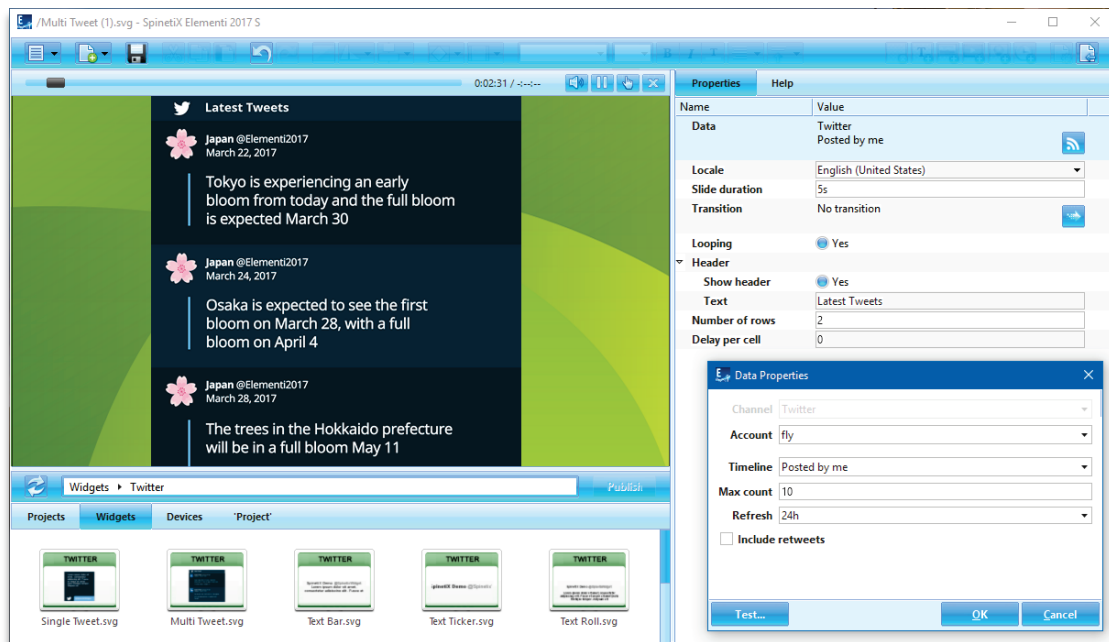 /Multi Tweet (1).svg - SpinetiX Elementi 2017 S
B I T
0:02:31 / -:--:--
Latest Tweets
Japan @Elementi2017
March 22, 2017
Tokyo is experiencing an early
bloom from today and the full bloom
is expected March 30
Japan @Elementi2017
March 24, 2017
Osaka is expected to see the first
bloom on March 28, with a full
bloom on April 4
Japan @Elementi2017
March 28, 2017
The trees in the Hokkaido prefecture
will be in a full bloom May 11
Properties Help
Name Value
Data Twitter
Posted by me
Locale English (United States)
Slide duration 5s
Transition No transition
Looping Yes
Header
Show header Yes
Text Latest Tweets
Number of rows 2
Delay per cell 0
Data Properties
Channel Twitter
Account fly
Timeline Posted by me
Max count 10
Refresh 24h
Include retweets
Test... OK Cancel
Widgets Twitter Publish
Projects Widgets Devices 'Project'
TWITTER TWITTER TWITTER TWITTER TWITTER
Single Tweet.svg Multi Tweet.svg Text Bar.svg Text Ticker.svg Text Roll.svg